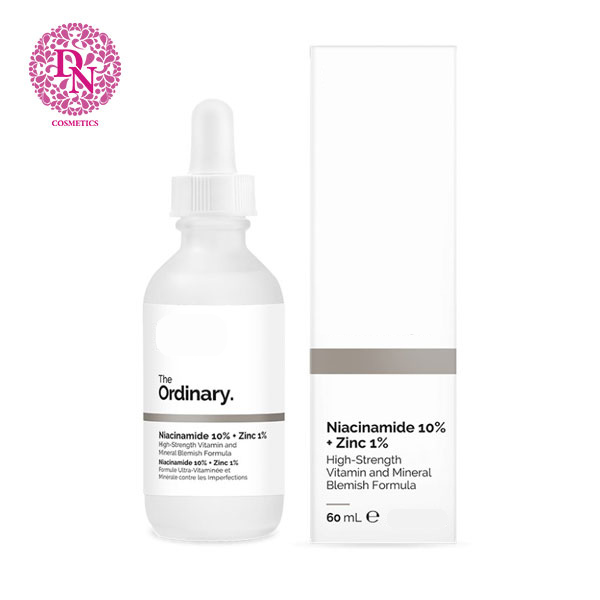 DN
COSMETICS
The
Ordinary.
Niacinamide 10% + Zinc 1%
High-Strength Vitamin and
Mineral Blemish Formula
Niacinamide 10% + Zinc 1%
Formule Ultra-Vitaminée et
Minérale contre les Imperfections
Niacinamide 10%
+ Zinc 1%
High-Strength
Vitamin and Mineral
Blemish Formula
60 mL ℮